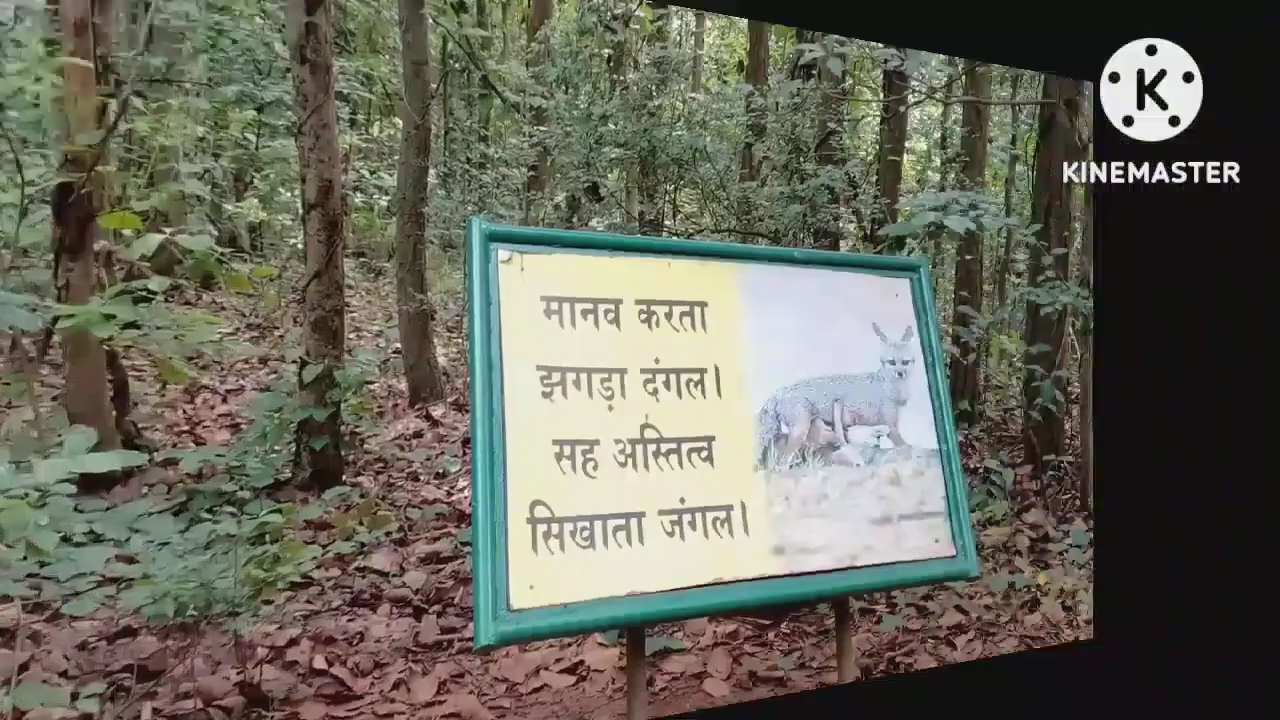 मानव करता
झगड़ा दंगल।
सह अस्तित्व
सिखाता जंगल।
K
KINEMASTER